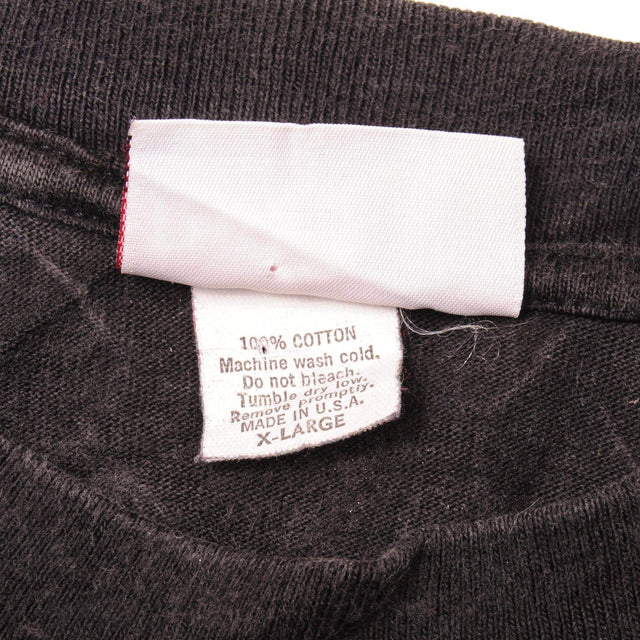 100% COTTON
Machine wash cold.
Do not bleach.
Tumble dry low.
Remove promptly.
MADE IN U.S.A.
X-LARGE